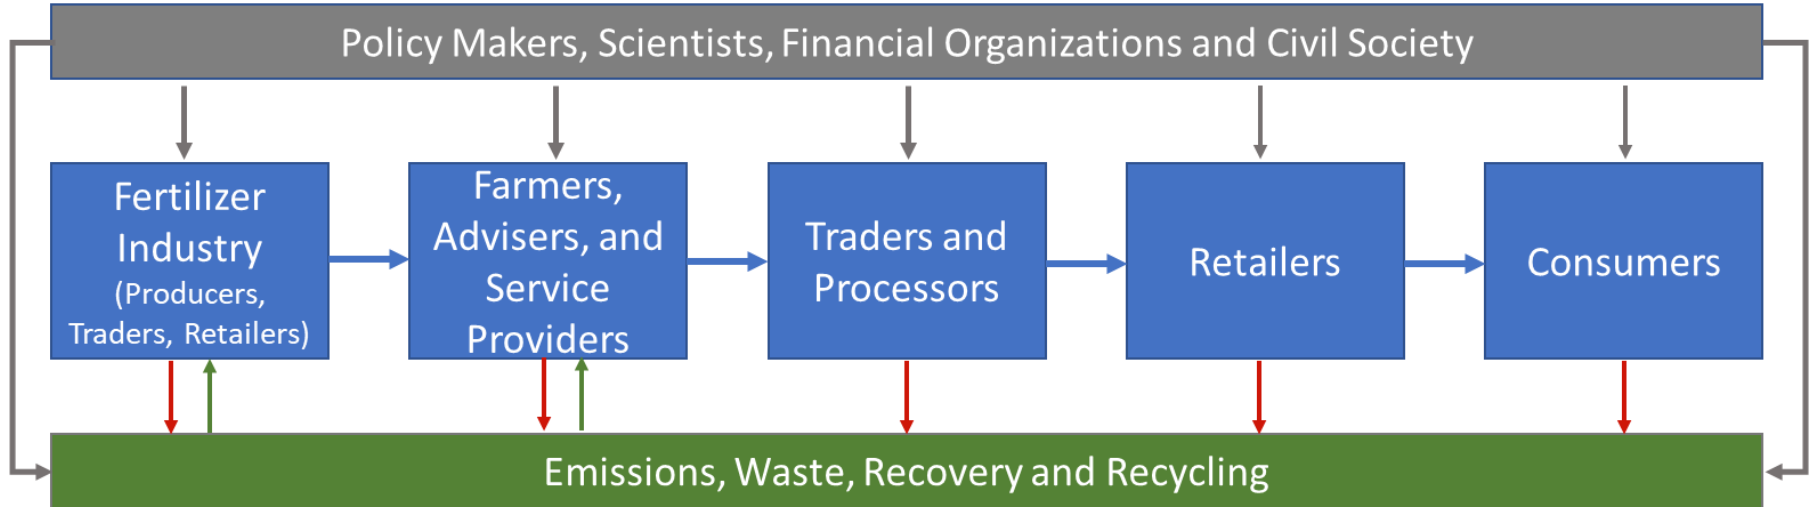 Policy Makers, Scientists, Financial Organizations and Civil Society
Fertilizer
Industry
(Producers,
Traders, Retailers)
Farmers,
Advisers, and
Service
Providers
Traders and
Processors
Retailers
Consumers
Emissions, Waste, Recovery and Recycling